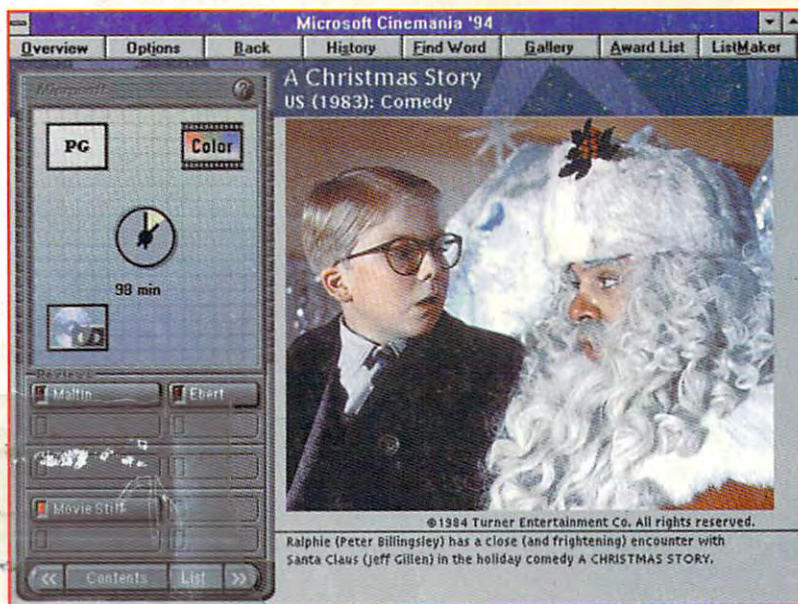 Microsoft Cinemania '94
Overview Options Back History Find Word Gallery Award List ListMaker
Microsoft ?
A Christmas Story
US (1983): Comedy
PG Color
98 min
Reviews
Maltin Ebert
Movie Still
<< Contents List >>
©1984 Turner Entertainment Co. All rights reserved.
Ralphie (Peter Billingsley) has a close (and frightening) encounter with
Santa Claus (Jeff Gillen) in the holiday comedy A CHRISTMAS STORY.